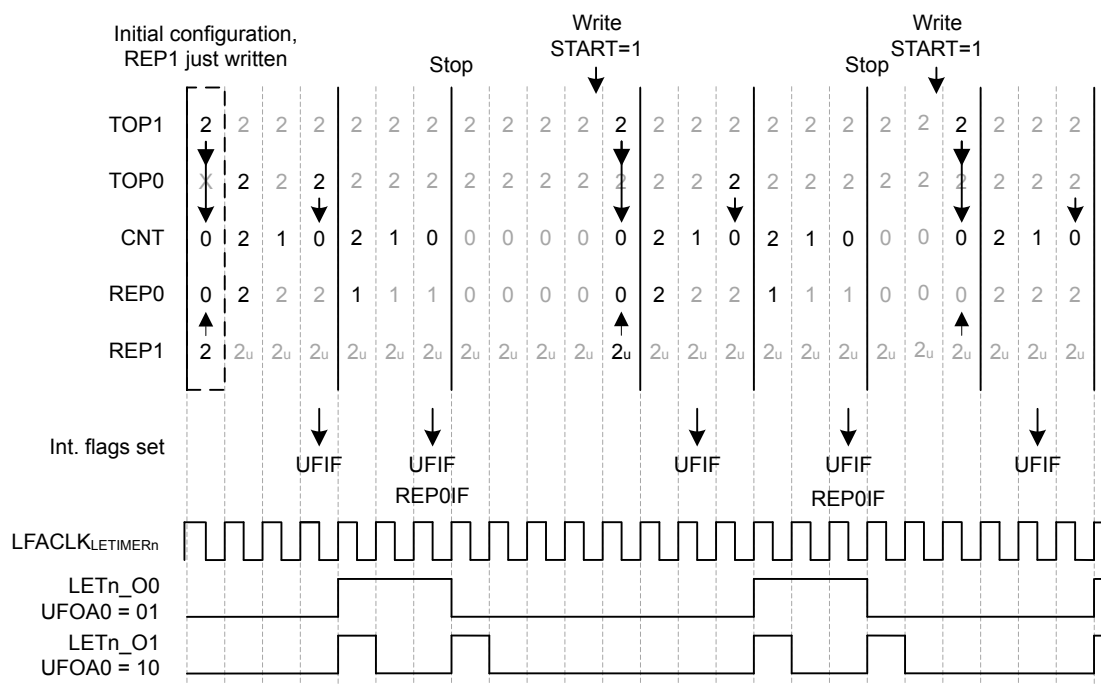 Initial configuration,
REP1 just written
Stop
Write
START=1
Stop
Write
START=1
TOP1 2 2 2 2 2 2 2 2 2 2 2 2 2 2 2 2 2 2 2 2 2 2 2 2
TOP0 X 2 2 2 2 2 2 2 2 2 2 2 2 2 2 2 2 2 2 2 2 2 2 2
CNT 0 2 1 0 2 1 0 0 0 0 0 0 2 1 0 2 1 0 0 0 0 2 1 0
REP0 0 2 2 2 1 1 1 0 0 0 0 0 2 2 2 1 1 1 0 0 0 2 2 2
REP1 2 2u 2u 2u 2u 2u 2u 2u 2u 2u 2u 2u 2u 2u 2u 2u 2u 2u 2u 2u 2u 2u 2u 2u
Int. flags set
UFIF UFIF UFIF UFIF UFIF
REP0IF REP0IF
LFACLKLETIMERn
LETn_O0
UFOA0 = 01
LETn_O1
UFOA0 = 10